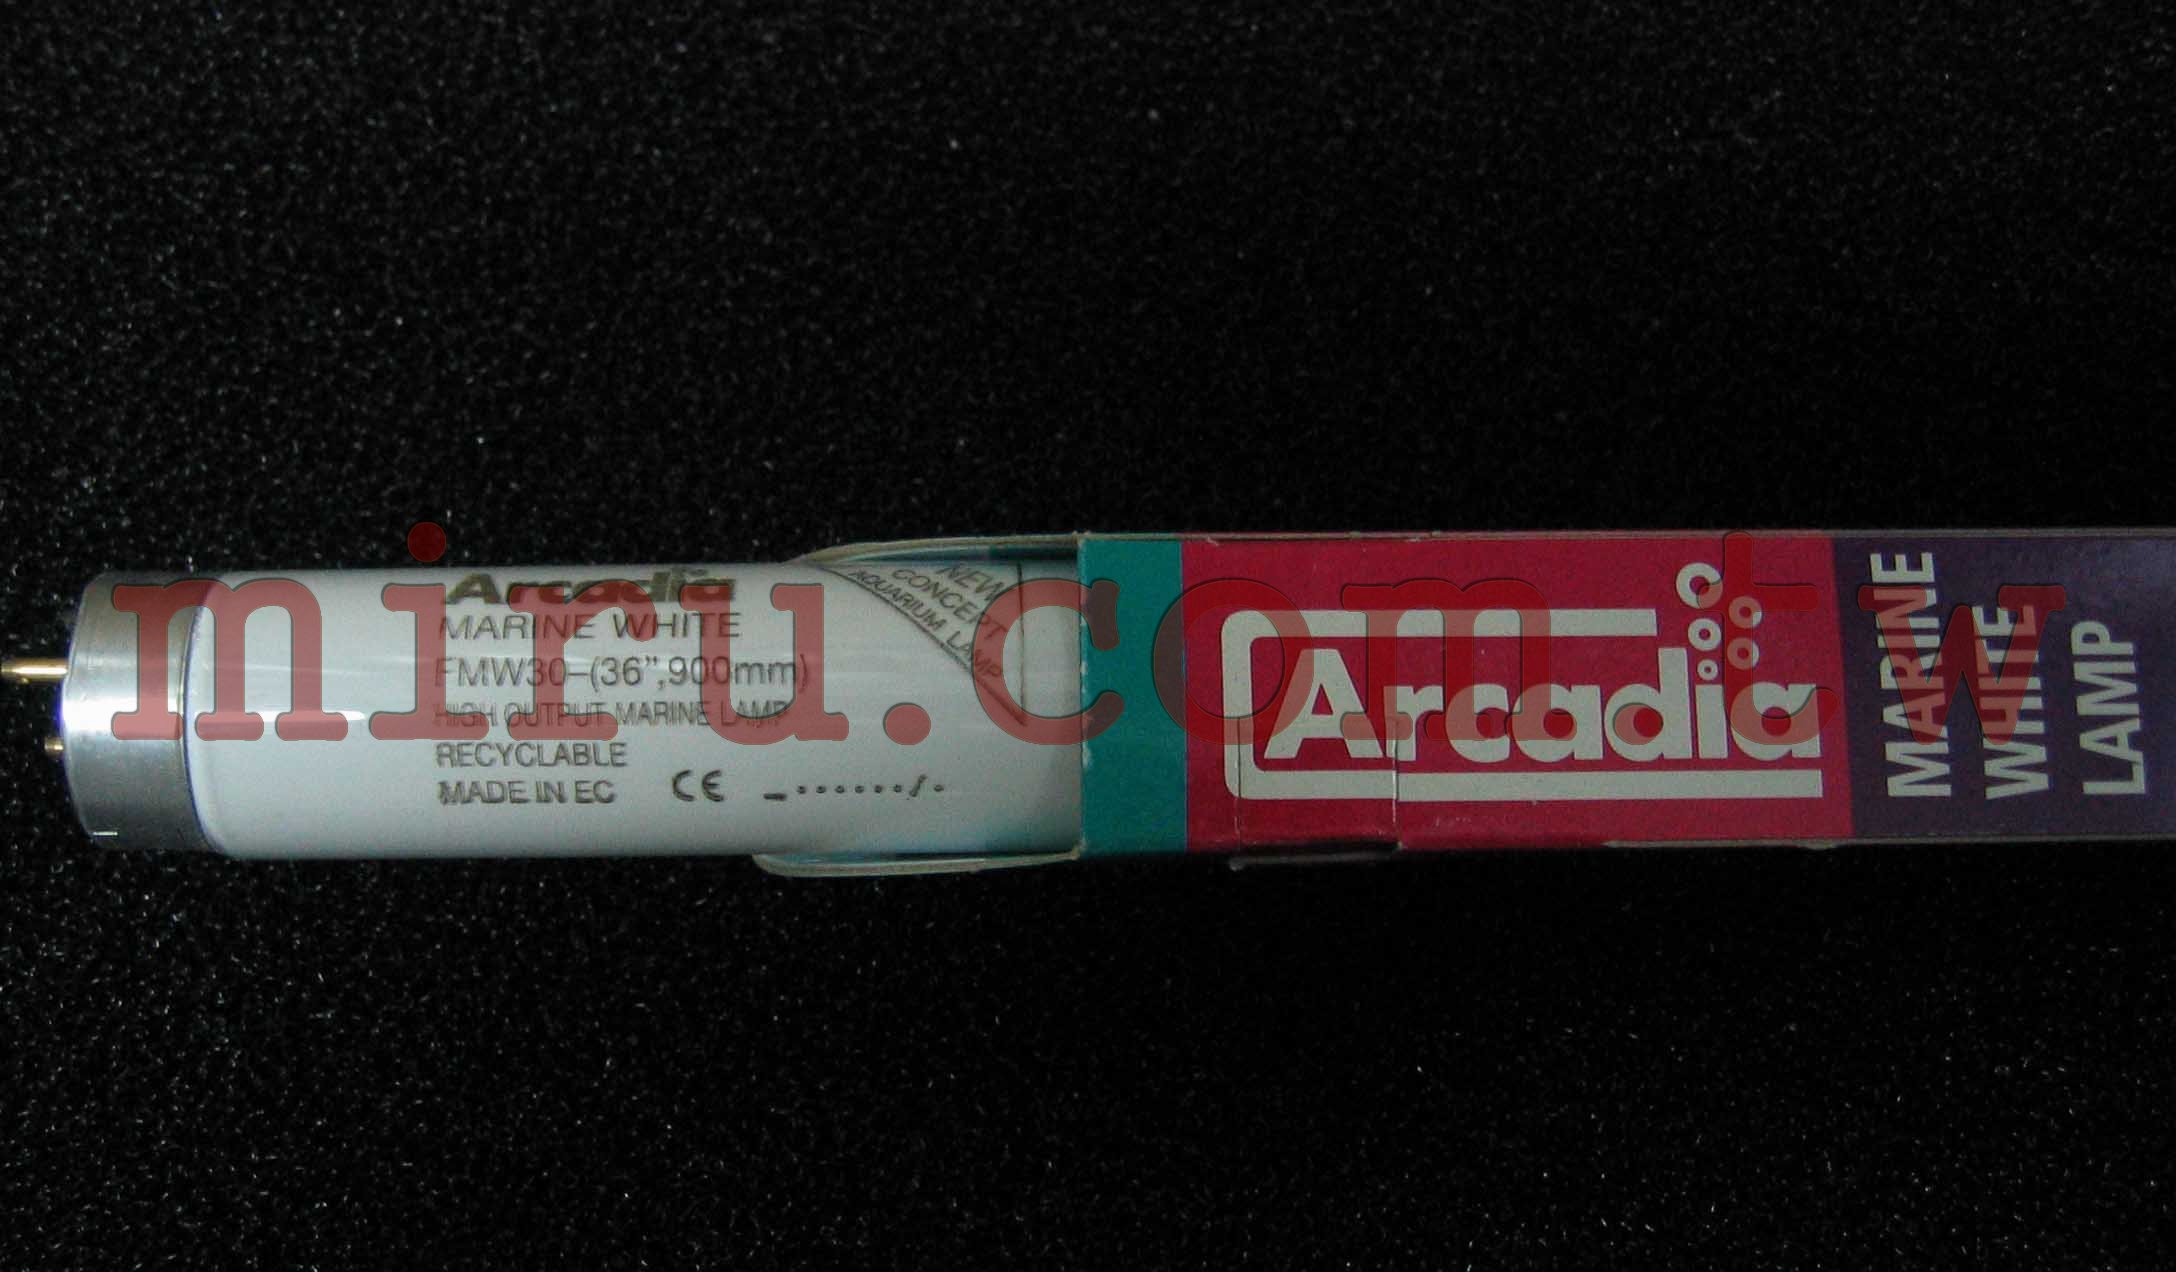 Arcadia
MARINE WHITE
FMW30-(36",900mm)
HIGH OUTPUT MARINE LAMP
RECYCLABLE
MADE IN EC CE
NEW
CONCEPT
AQUARIUM LAMP
Arcadia
MARINE
WHITE
LAMP
miru.com.tw